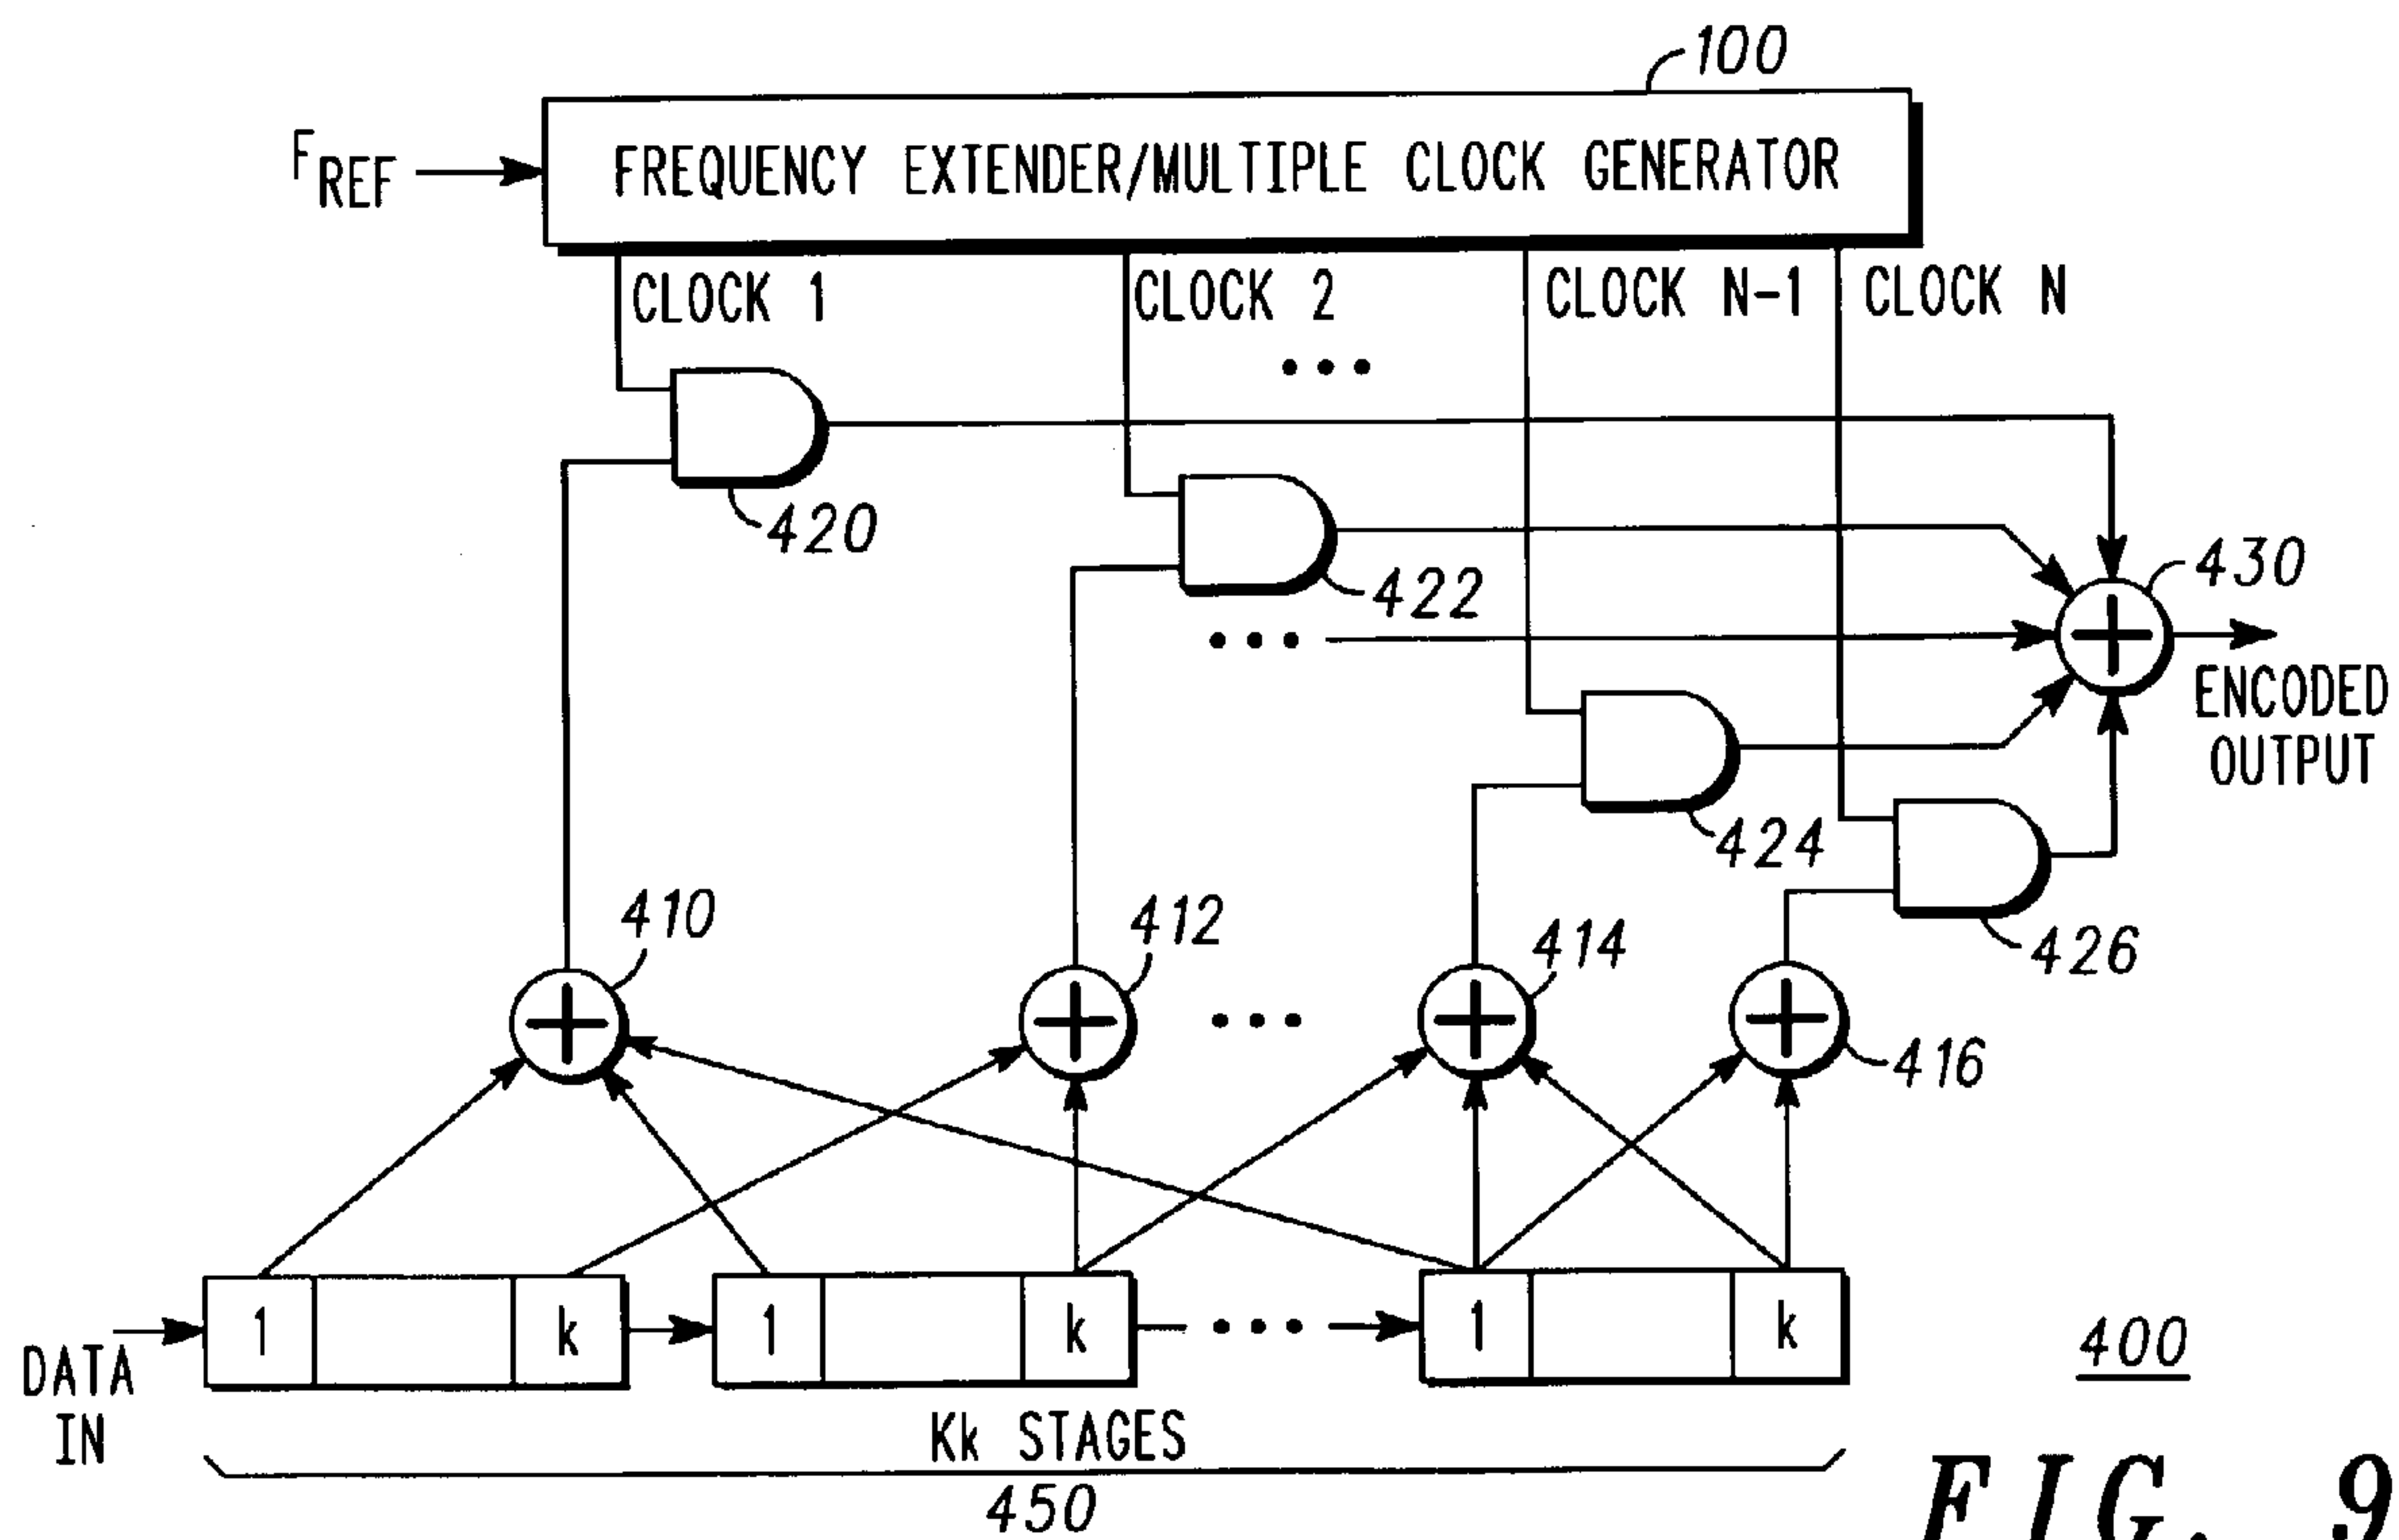 100
F REF
FREQUENCY EXTENDER/MULTIPLE CLOCK GENERATOR
CLOCK 1
CLOCK 2
CLOCK N-1
CLOCK N
...
420
422
430
...
ENCODED
OUTPUT
424
426
410
412
414
416
...
DATA
IN
1
k
1
k
...
1
k
400
Kk STAGES
450
FIG. 9